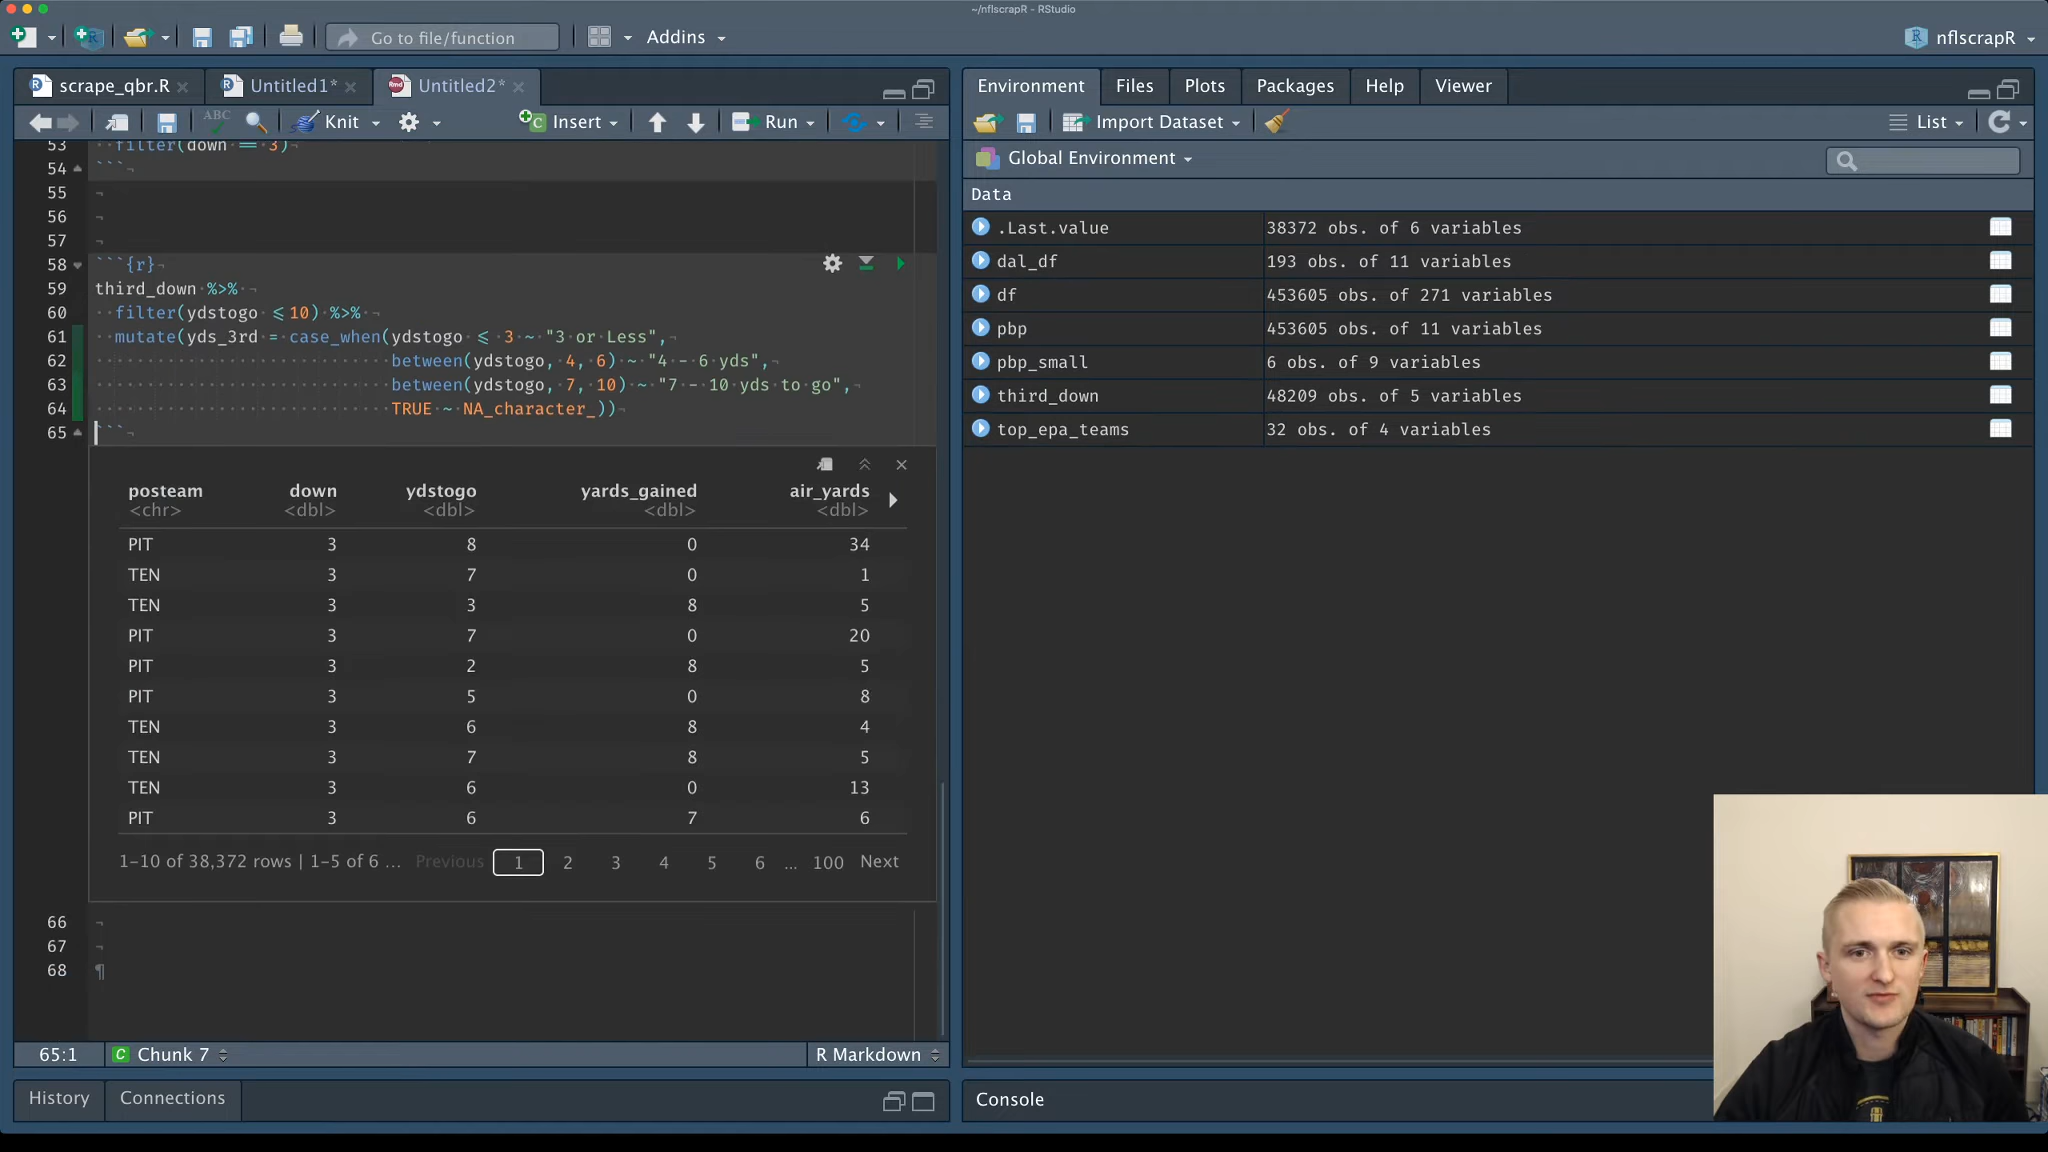 ~/nflscrapR - RStudio
Go to file/function
Addins
nflscrapR
scrape_qbr.R
Untitled1*
Untitled2*
Environment
Files
Plots
Packages
Help
Viewer
ABC
Knit
Insert
Run
Import Dataset
List
Global Environment
Data
.Last.value 38372 obs. of 6 variables
dal_df 193 obs. of 11 variables
df 453605 obs. of 271 variables
pbp 453605 obs. of 11 variables
pbp_small 6 obs. of 9 variables
third_down 48209 obs. of 5 variables
top_epa_teams 32 obs. of 4 variables
53 filter(down == 3)
54 ```
55
56
57
58 ```{r}
59 third_down %>%
60 filter(ydstogo <= 10) %>%
61 mutate(yds_3rd = case_when(ydstogo <= 3 ~ "3 or Less",
62 between(ydstogo, 4, 6) ~ "4 - 6 yds",
63 between(ydstogo, 7, 10) ~ "7 - 10 yds to go",
64 TRUE ~ NA_character_))
65 ```
posteam down ydstogo yards_gained air_yards
<chr> <dbl> <dbl> <dbl> <dbl>
PIT 3 8 0 34
TEN 3 7 0 1
TEN 3 3 8 5
PIT 3 7 0 20
PIT 3 2 8 5
PIT 3 5 0 8
TEN 3 6 8 4
TEN 3 7 8 5
TEN 3 6 0 13
PIT 3 6 7 6
1-10 of 38,372 rows | 1-5 of 6 ... Previous 1 2 3 4 5 6 ... 100 Next
66
67
68
65:1 Chunk 7 R Markdown
History
Connections
Console